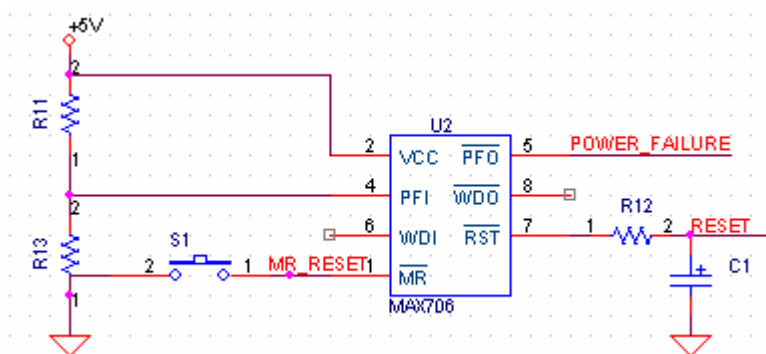 +5V
2
R11
1
2
R13
1
S1
2
1
MR_RESET
U2
2
VCC
PFO
5
POWER_FAILURE
4
PFI
WDO
8
6
WDI
RST
7
1
MR
MAX706
R12
1
2
RESET
+
C1